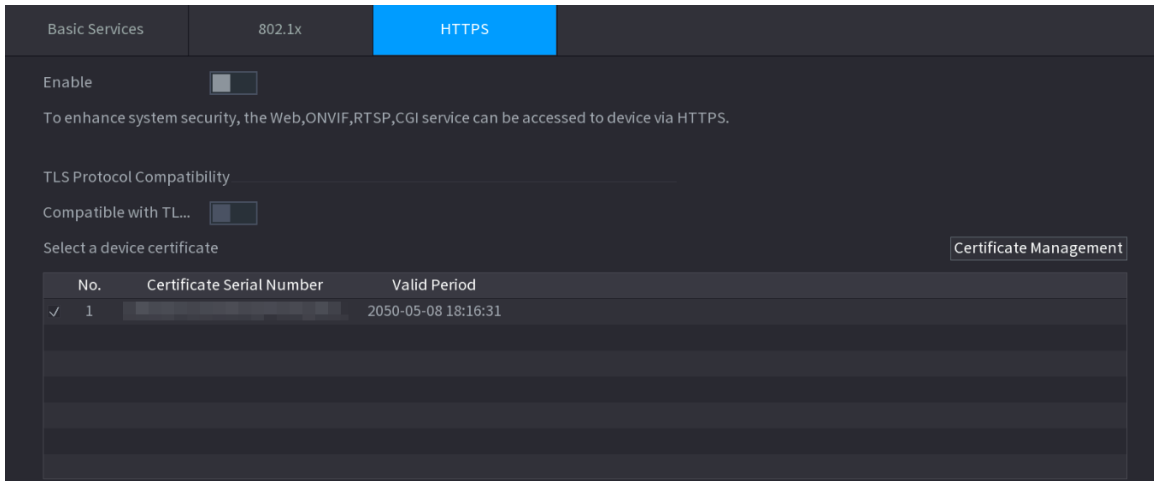 Basic Services 802.1x HTTPS
Enable
To enhance system security, the Web,ONVIF,RTSP,CGI service can be accessed to device via HTTPS.
TLS Protocol Compatibility
Compatible with TL...
Select a device certificate Certificate Management
No. Certificate Serial Number Valid Period
1 2050-05-08 18:16:31